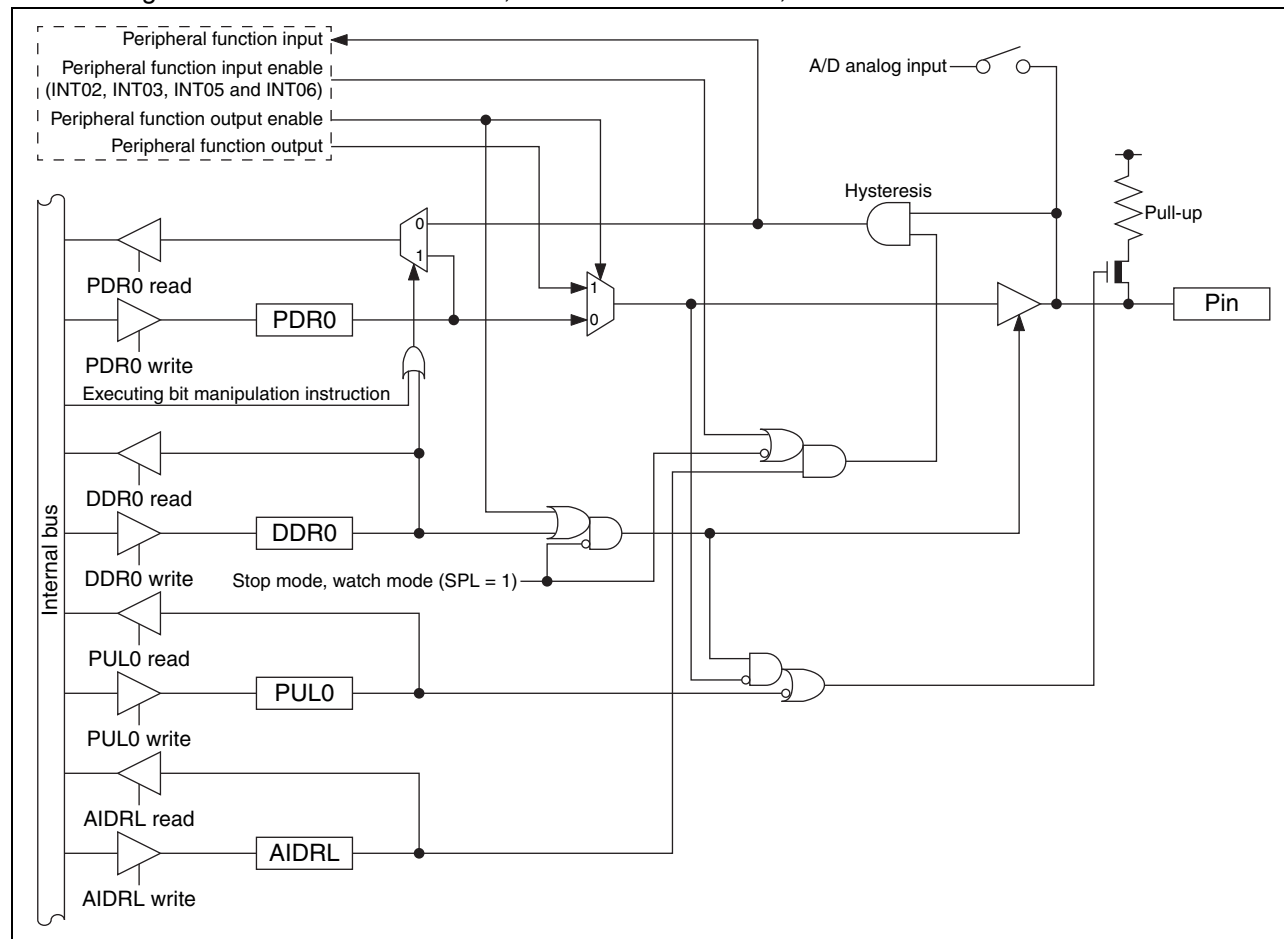 Peripheral function input
Peripheral function input enable
(INT02, INT03, INT05 and INT06)
Peripheral function output enable
Peripheral function output
A/D analog input
Hysteresis
Pull-up
0
1
PDR0 read
1
0
PDR0
Pin
PDR0 write
Executing bit manipulation instruction
DDR0 read
DDR0
DDR0 write
Stop mode, watch mode (SPL = 1)
Internal bus
PUL0 read
PUL0
PUL0 write
AIDRL read
AIDRL
AIDRL write